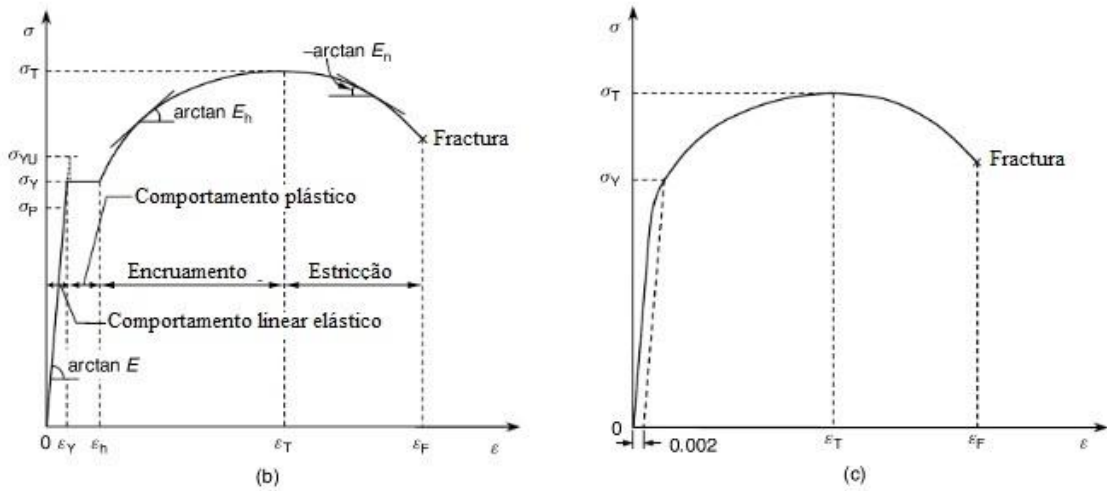 σ
σT
–arctan En
arctan Eh
Fractura
σYU
σY
σP
Comportamento plástico
Encruamento
Estricção
Comportamento linear elástico
arctan E
0
εY
εh
εT
εF
ε
(b)
σ
σT
Fractura
σY
0
0.002
εT
εF
ε
(c)